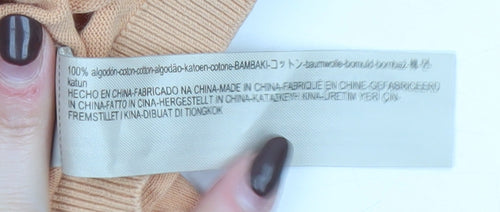 100% algodón-coton-cotton-algodão-katoen-cotone-BAMBAKI-コットン-baumwolle-bomuld-bombaž-棉-면-
katun
HECHO EN CHINA-FABRICADO NA CHINA-MADE IN CHINA-FABRIQUÉ EN CHINE-GEFABRICEERD
IN CHINA-FATTO IN CINA-HERGESTELLT IN CHINA-KATAΣKEYH KINA-ÜRETİM YERİ ÇİN-
FREMSTILLET I KINA-DIBUAT DI TIONGKOK